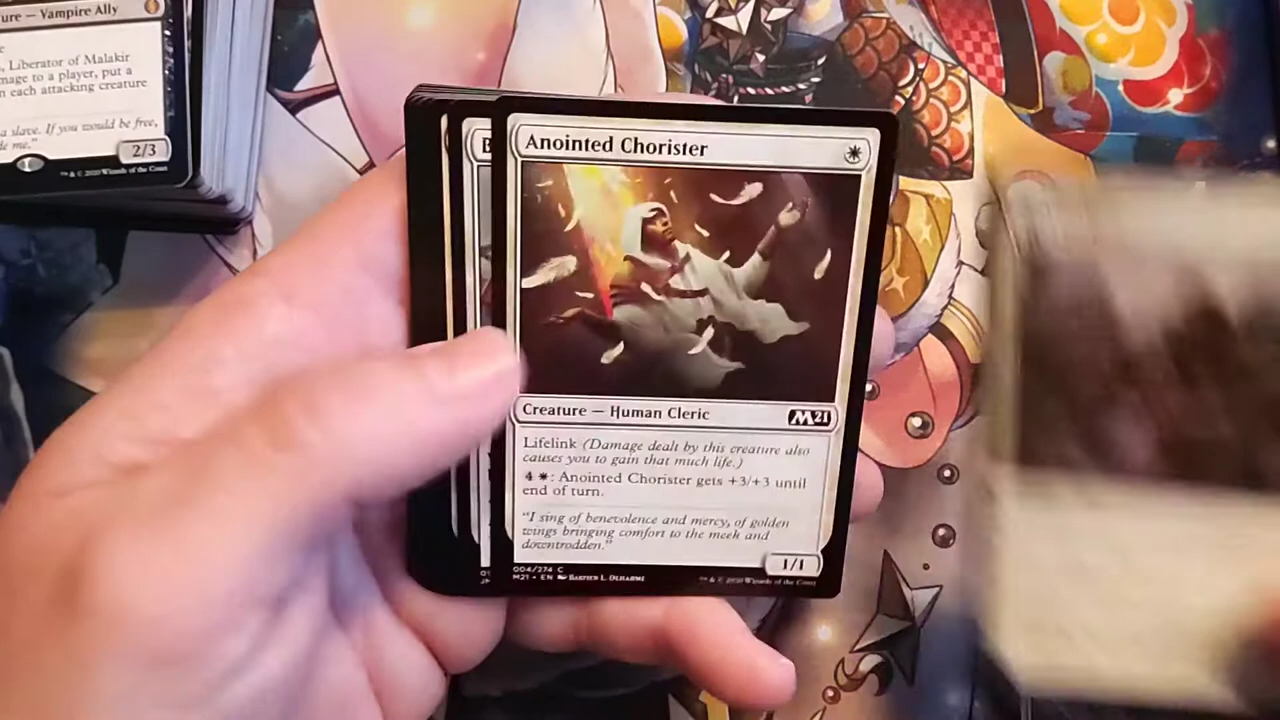 ure — Vampire Ally
, Liberator of Malakir
mage to a player, put a
n each attacking creature
a slave. If you would be free,
de me."
2/3
™ & © 2020 Wizards of the Coast
B
Anointed Chorister
Creature — Human Cleric
M21
Lifelink (Damage dealt by this creature also
causes you to gain that much life.)
4 : Anointed Chorister gets +3/+3 until
end of turn.
"I sing of benevolence and mercy, of golden
wings bringing comfort to the meek and
downtrodden."
1/1
004/274 C
M21 • EN
™ & © 2020 Wizards of the Coast